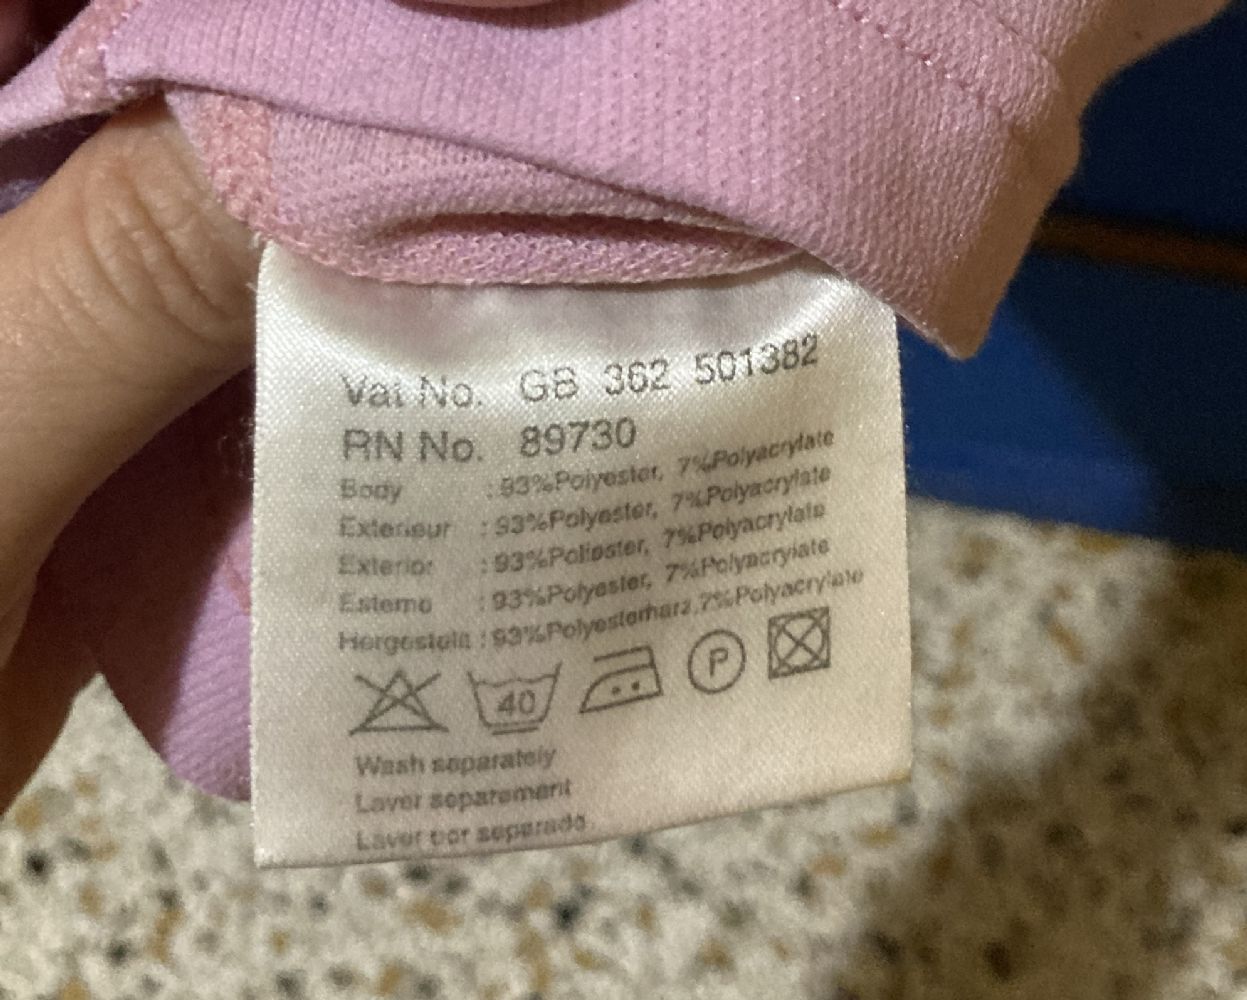 Vat No. GB 362 501382
RN No. 89730
Body : 93%Polyester, 7%Polyacrylate
Exterieur : 93%Polyester, 7%Polyacrylate
Exterior : 93%Poliester, 7%Polyacrylate
Esterno : 93%Polyester, 7%Polyacrylate
Hergestellt : 93%Polyesterharz,7%Polyacrylate
40 P
Wash separately
Laver separement
Lavar por separado.